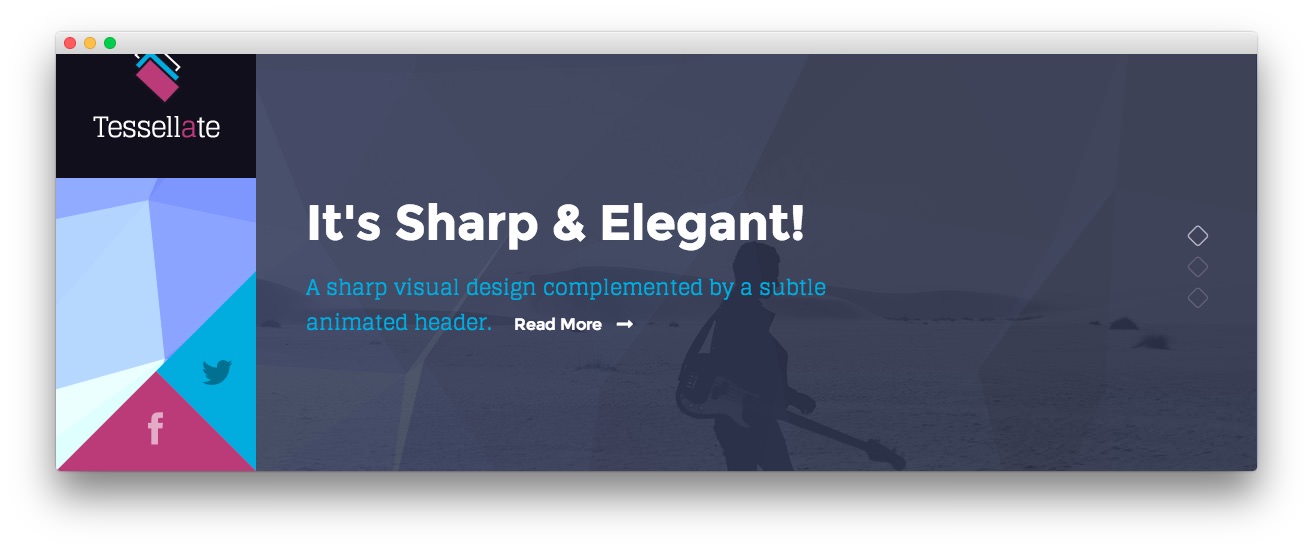 Tessellate
It's Sharp & Elegant!
A sharp visual design complemented by a subtle
animated header. Read More